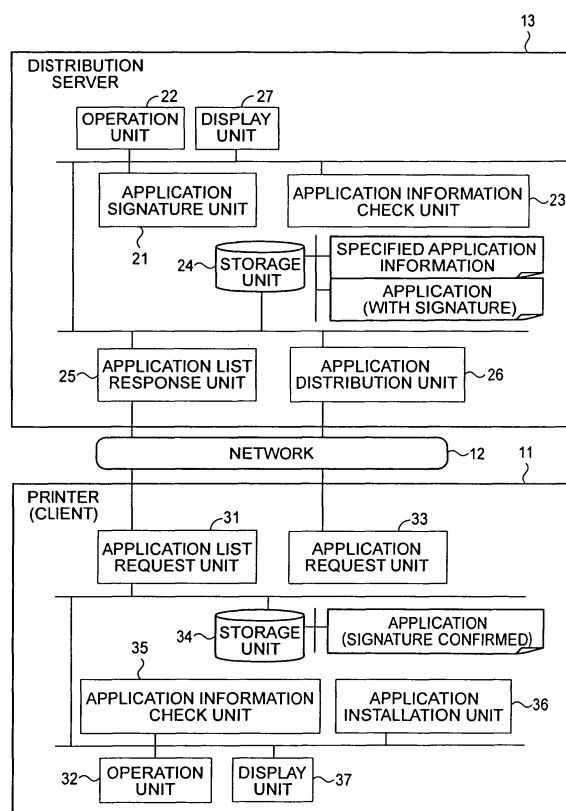 13
DISTRIBUTION
SERVER
22
27
OPERATION
UNIT
DISPLAY
UNIT
APPLICATION
SIGNATURE UNIT
APPLICATION INFORMATION
CHECK UNIT
23
21
24
STORAGE
UNIT
SPECIFIED APPLICATION
INFORMATION
APPLICATION
(WITH SIGNATURE)
25
APPLICATION LIST
RESPONSE UNIT
APPLICATION
DISTRIBUTION UNIT
26
NETWORK
12
11
PRINTER
(CLIENT)
31
33
APPLICATION LIST
REQUEST UNIT
APPLICATION
REQUEST UNIT
34
STORAGE
UNIT
APPLICATION
(SIGNATURE CONFIRMED)
35
APPLICATION INFORMATION
CHECK UNIT
APPLICATION
INSTALLATION UNIT
36
32
OPERATION
UNIT
DISPLAY
UNIT
37